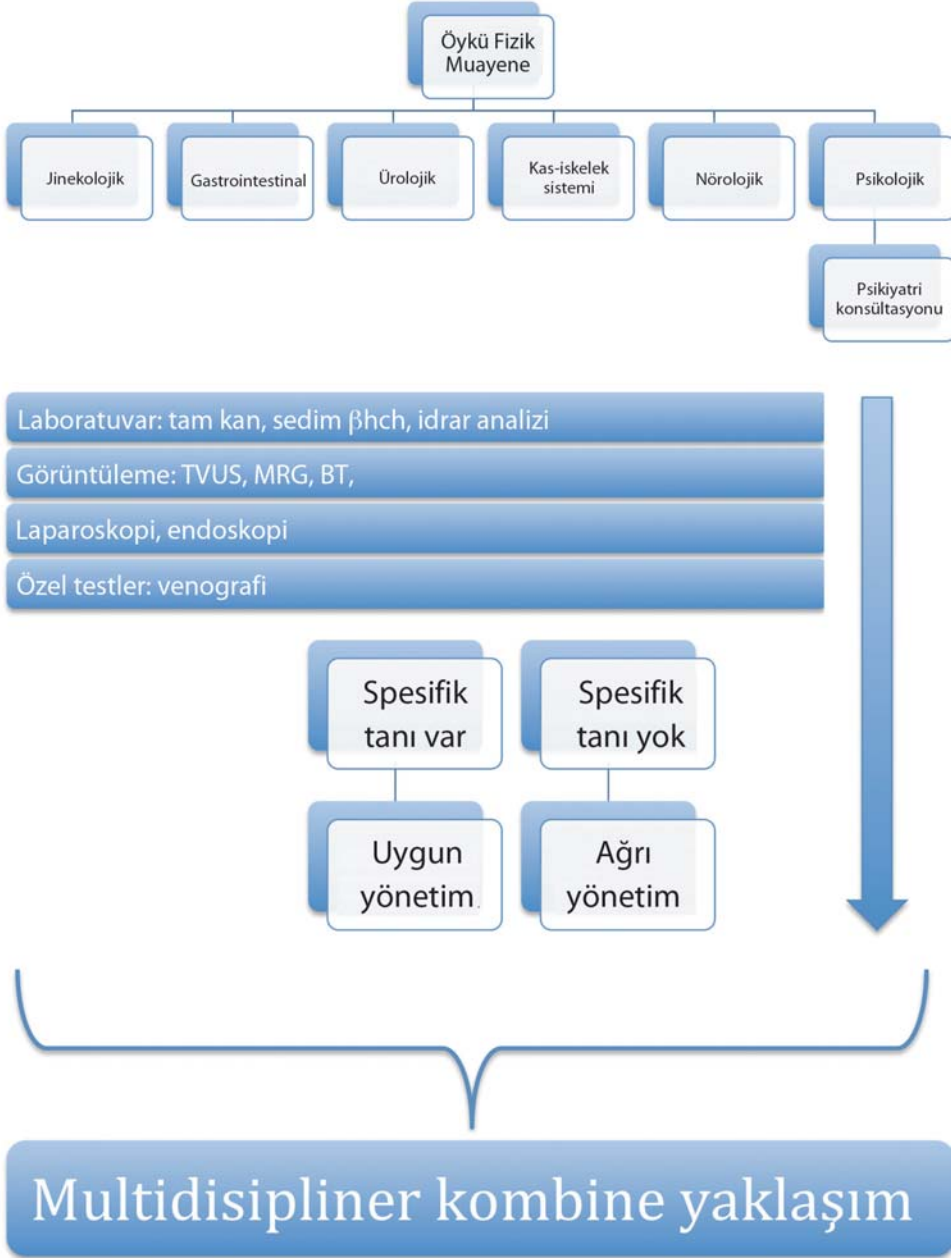 Öykü Fizik
Muayene
Jinekolojik
Gastrointestinal
Ürolojik
Kas-iskelek
sistemi
Nörolojik
Psikolojik
Psikiyatri
konsültasyonu
Laboratuvar: tam kan, sedim βhch, idrar analizi
Görüntüleme: TVUS, MRG, BT,
Laparoskopi, endoskopi
Özel testler: venografi
Spesifik
tanı var
Spesifik
tanı yok
Uygun
yönetim.
Ağrı
yönetim
Multidisipliner kombine yaklaşım